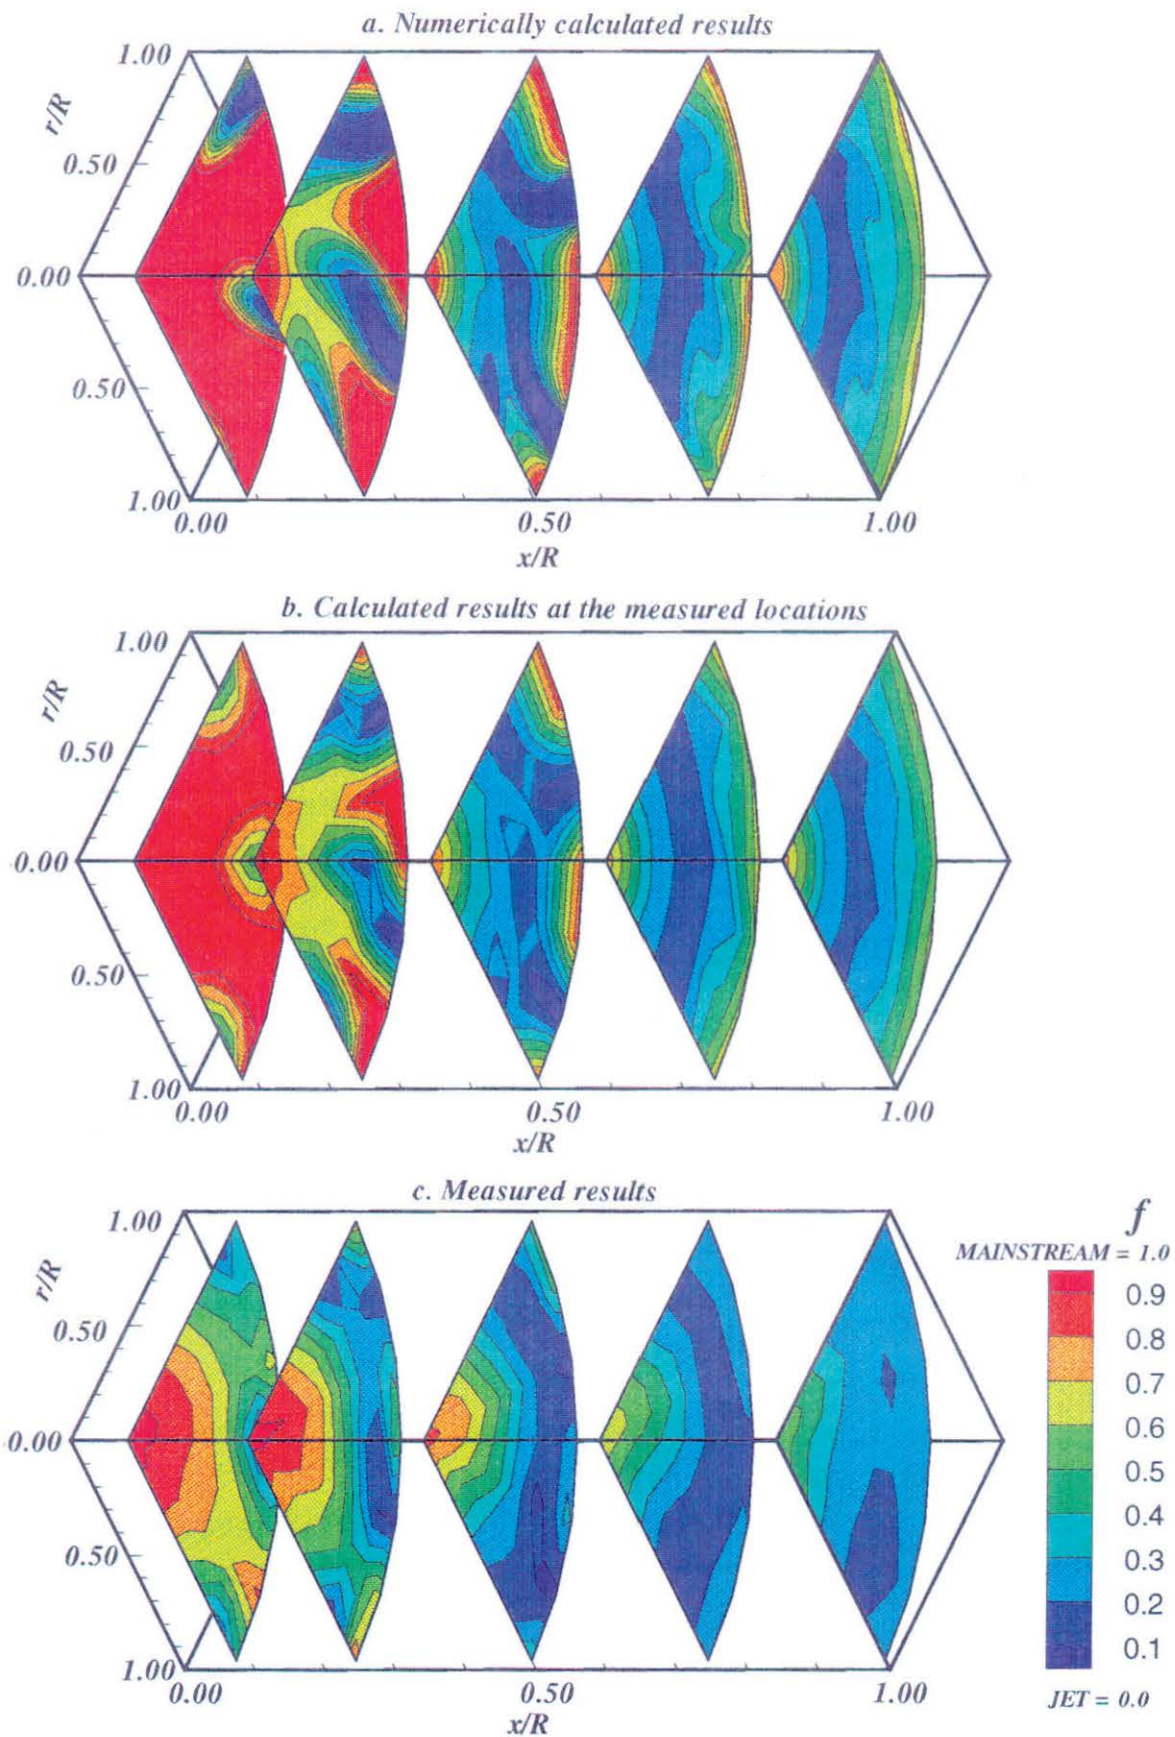 a. Numerically calculated results
1.00
r/R
0.50
0.00
0.50
1.00
0.00 0.50 1.00
x/R
b. Calculated results at the measured locations
1.00
r/R
0.50
0.00
0.50
1.00
0.00 0.50 1.00
x/R
c. Measured results
1.00
r/R
0.50
0.00
0.50
1.00
0.00 0.50 1.00
x/R
f
MAINSTREAM = 1.0
0.9
0.8
0.7
0.6
0.5
0.4
0.3
0.2
0.1
JET = 0.0